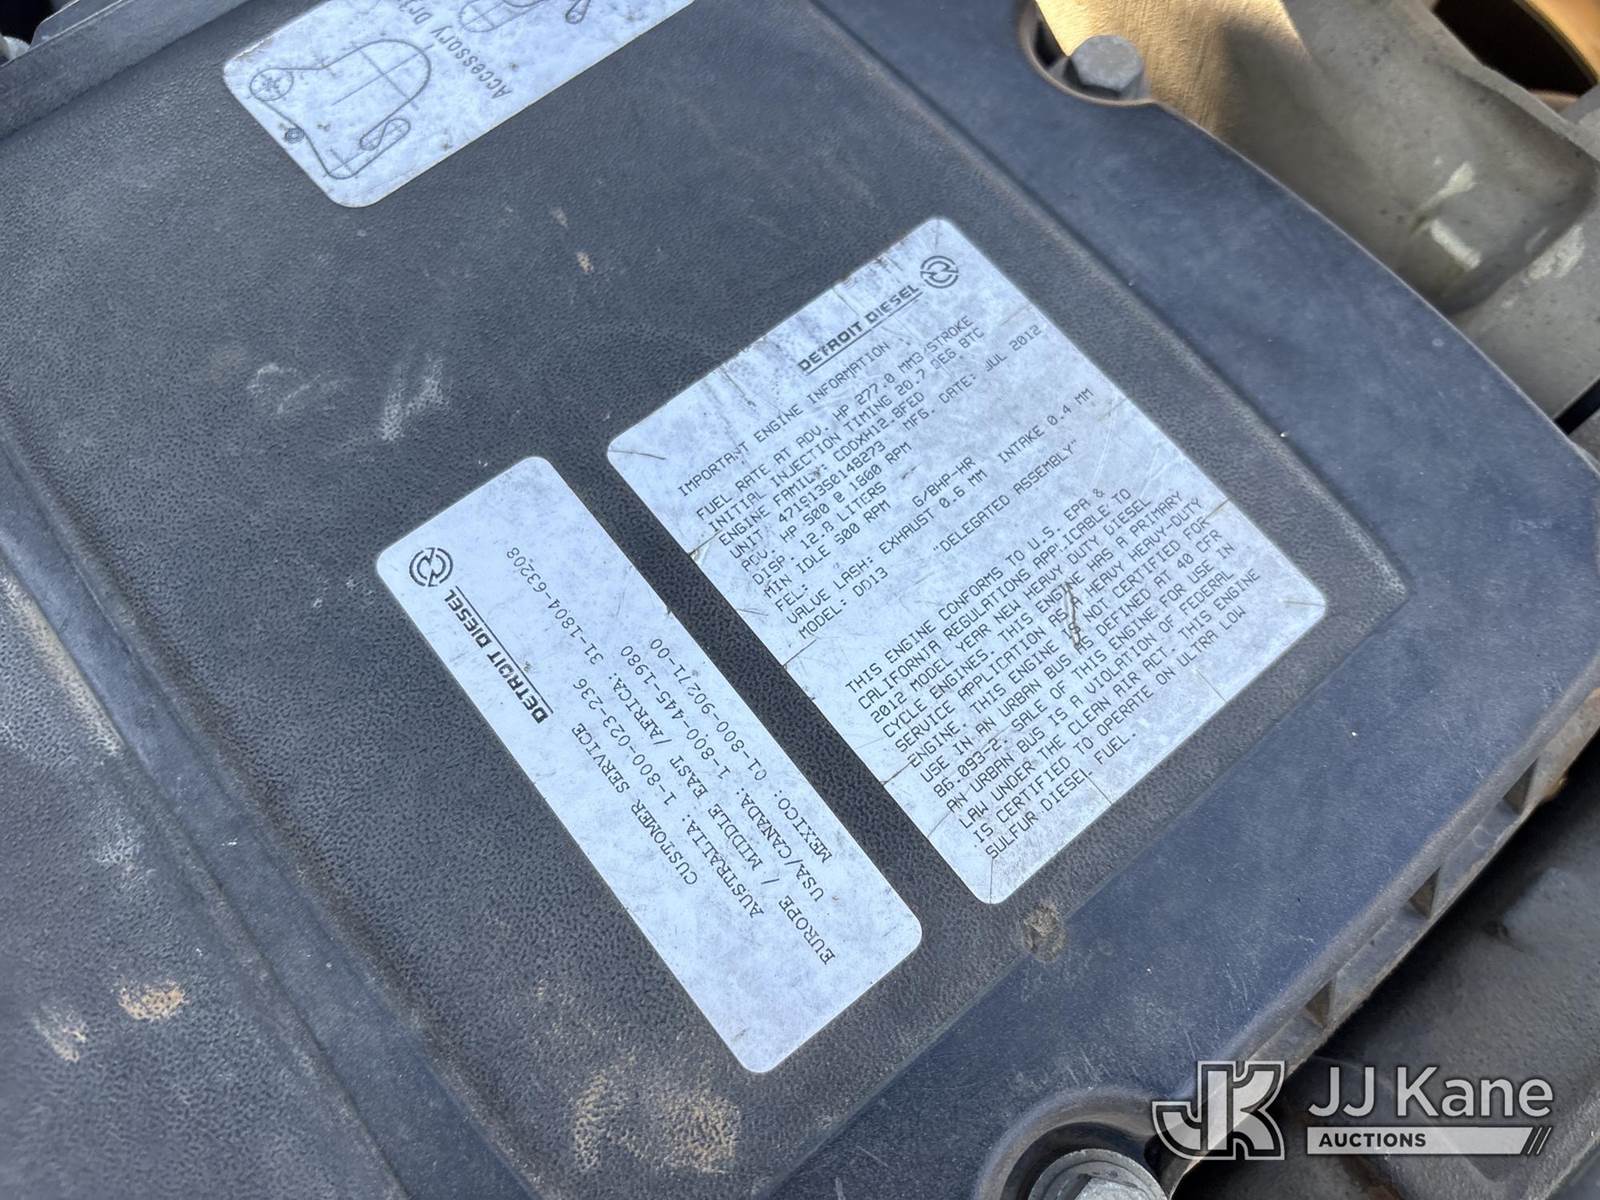 Accessory
DETROIT DIESEL
IMPORTANT ENGINE INFORMATION
FUEL RATE AT ADV. HP 277.0 MM3/STROKE
INITIAL INJECTION TIMING 20.7 DEG BTC
ENGINE FAMILY: CDDXH12.8FED
UNIT: 471913S0148273 MFG. DATE: JUL 2012
ADV. HP 500 @ 1800 RPM
DISP. 12.8 LITERS
MIN IDLE 500 RPM
FEL: G/BHP-HR
VALVE LASH: EXHAUST 0.6 MM INTAKE 0.4 MM
MODEL: DD13 "DELEGATED ASSEMBLY"
THIS ENGINE CONFORMS TO U.S. EPA &
CALIFORNIA REGULATIONS APPLICABLE TO
2012 MODEL YEAR NEW HEAVY DUTY DIESEL
CYCLE ENGINES. THIS ENGINE HAS A PRIMARY
SERVICE APPLICATION AS A HEAVY HEAVY-DUTY
ENGINE. THIS ENGINE IS NOT CERTIFIED FOR
USE IN AN URBAN BUS AS DEFINED AT 40 CFR
86.093-2. SALE OF THIS ENGINE FOR USE IN
AN URBAN BUS IS A VIOLATION OF FEDERAL
LAW UNDER THE CLEAN AIR ACT. THIS ENGINE
IS CERTIFIED TO OPERATE ON ULTRA LOW
SULFUR DIESEL FUEL.
DETROIT DIESEL
CUSTOMER SERVICE
AUSTRALIA: 1-800-023-236
EUROPE / MIDDLE EAST /AFRICA: 31-1804-63208
USA/CANADA: 1-800-445-1980
MEXICO: 01-800-902/1-00
JK JJ Kane
AUCTIONS